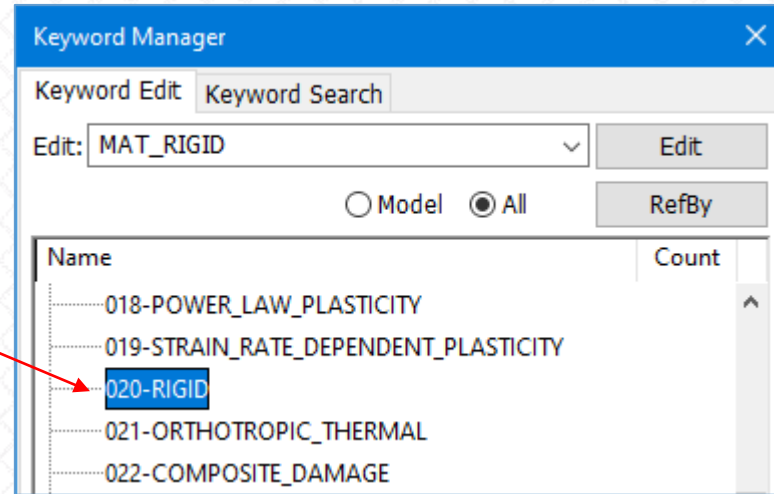 Keyword Manager
Keyword Edit Keyword Search
Edit: MAT_RIGID Edit
Model All RefBy
Name Count
018-POWER_LAW_PLASTICITY
019-STRAIN_RATE_DEPENDENT_PLASTICITY
020-RIGID
021-ORTHOTROPIC_THERMAL
022-COMPOSITE_DAMAGE